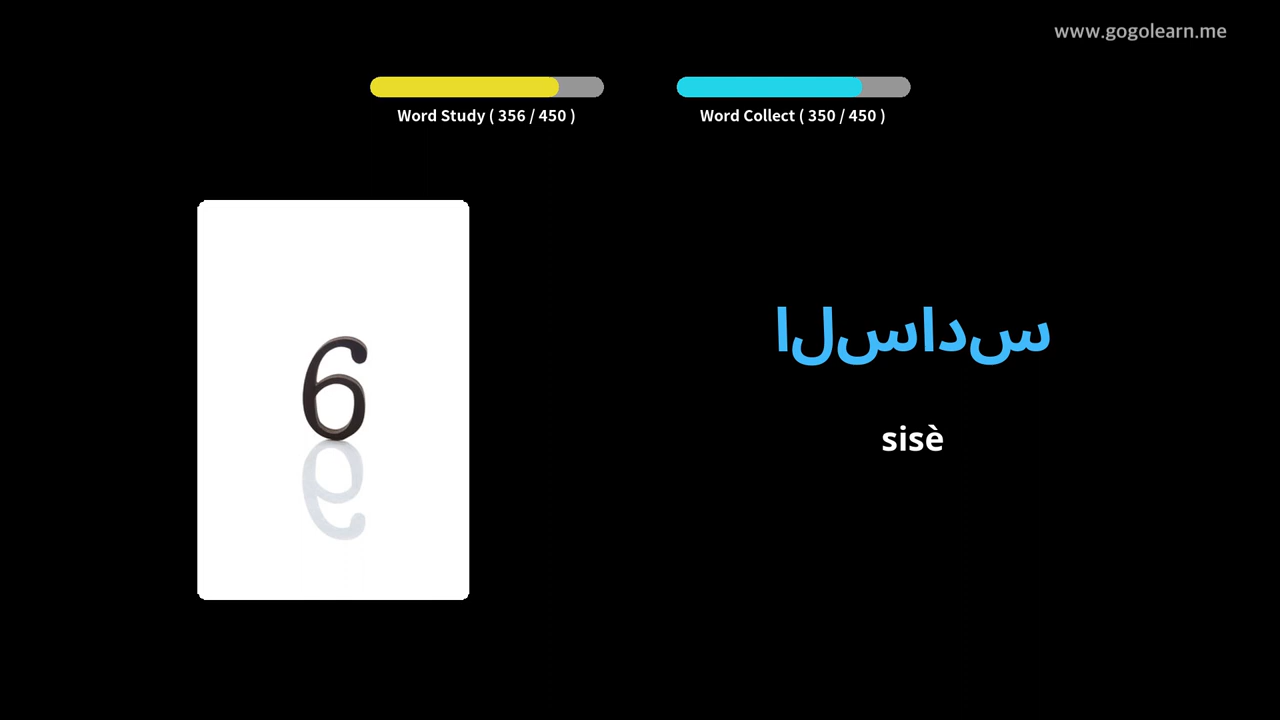 www.gogolearn.me
Word Study ( 356 / 450 )
Word Collect ( 350 / 450 )
6
السادس
sisè